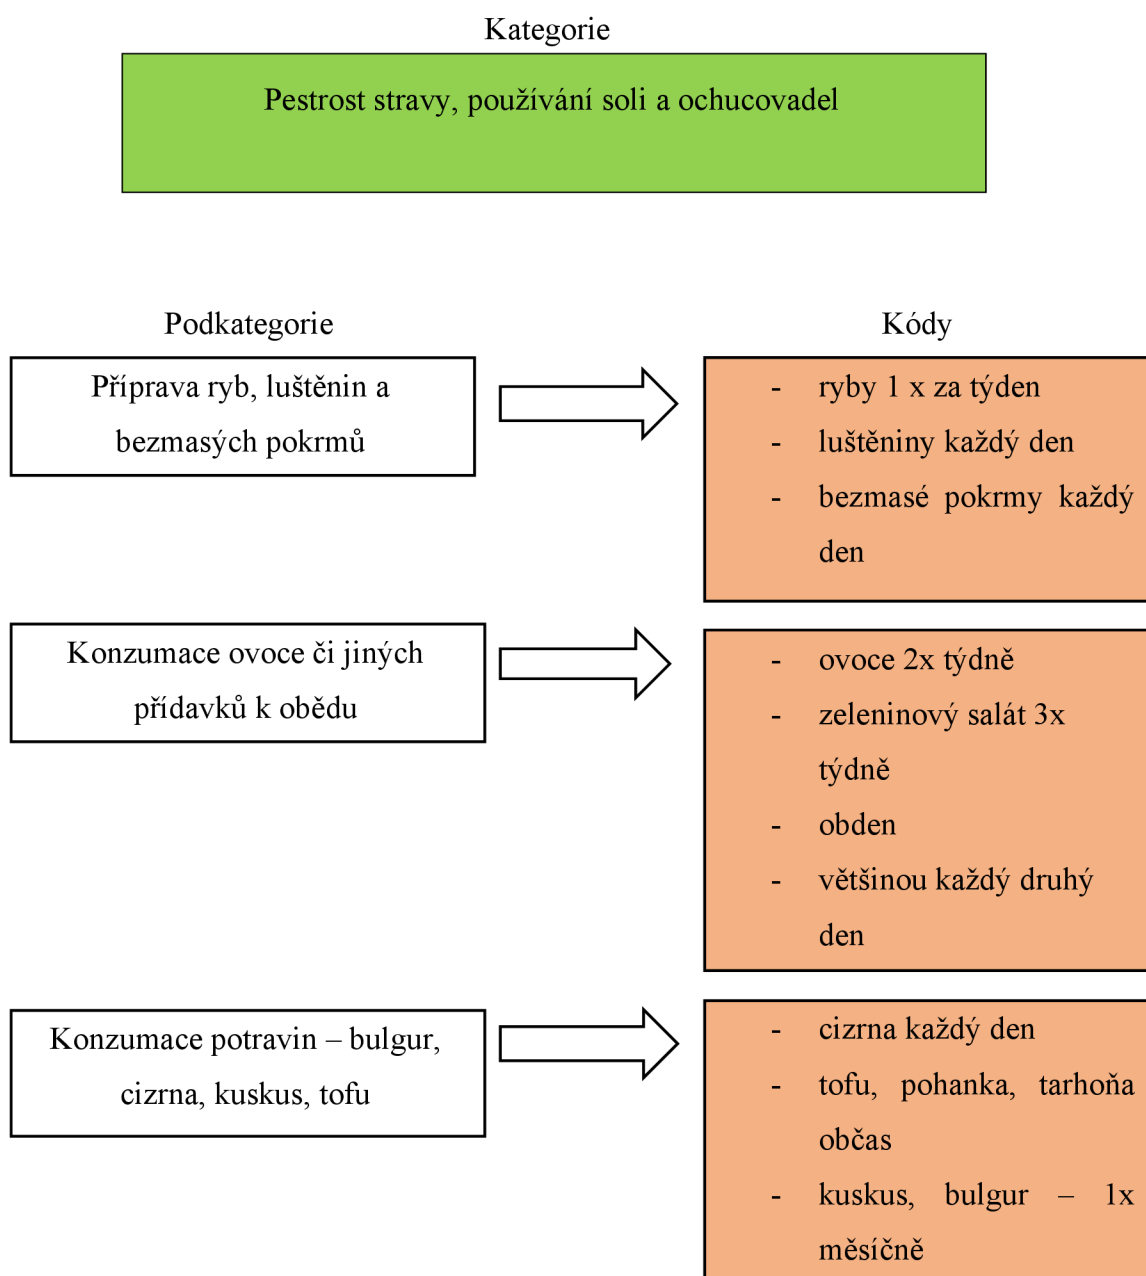 Kategorie
Pestrost stravy, používání soli a ochucovadel
Podkategorie
Kódy
Příprava ryb, luštěnin a
bezmasých pokrmů
- ryby 1 x za týden
- luštěniny každý den
- bezmasé pokrmy každý
den
Konzumace ovoce či jiných
přídavků k obědu
- ovoce 2x týdně
- zeleninový salát 3x
týdně
- obden
- většinou každý druhý
den
Konzumace potravin – bulgur,
cizrna, kuskus, tofu
- cizrna každý den
- tofu, pohanka, tarhoňa
občas
- kuskus, bulgur – 1x
měsíčně